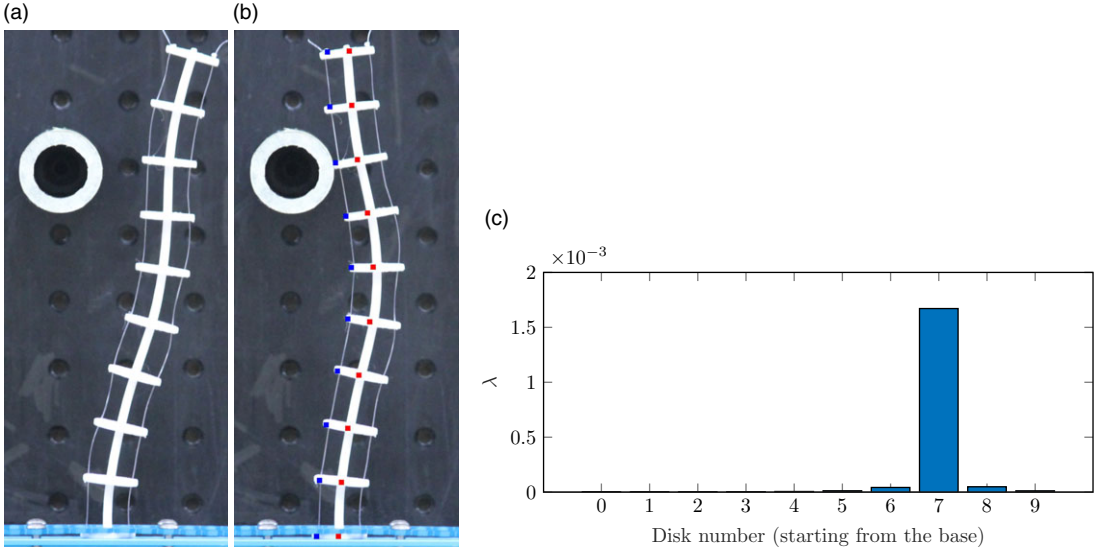 (a)
(b)
(c)
×10−3
2
1.5
1
0.5
0
λ
0 1 2 3 4 5 6 7 8 9
Disk number (starting from the base)